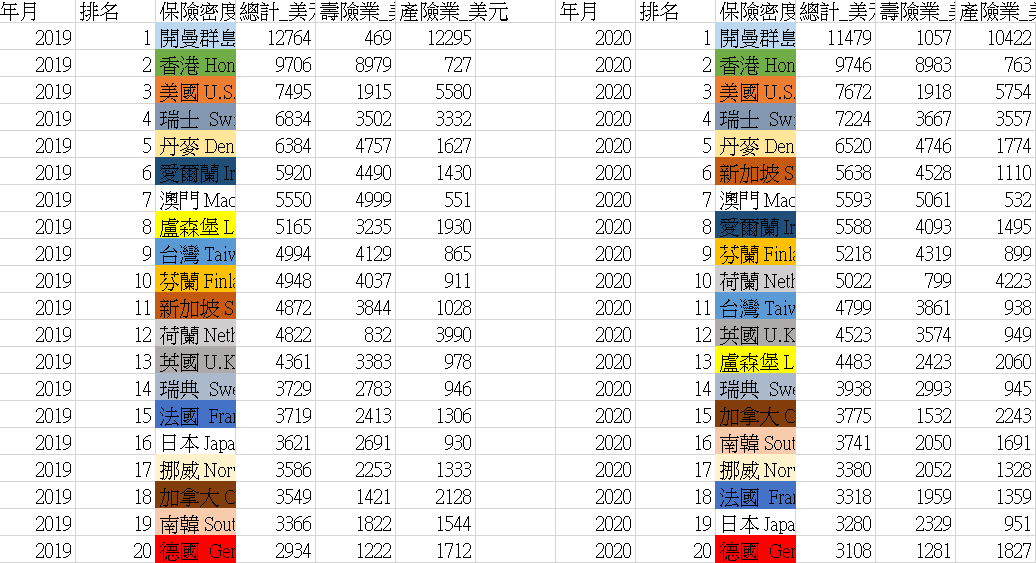 年月 排名 保險密度 總計_美元 壽險業_美 產險業_美元 年月 排名 保險密度 總計_美元 壽險業_美 產險業_美元
2019 1 開曼群島 12764 469 12295 2020 1 開曼群島 11479 1057 10422
2019 2 香港 Hon 9706 8979 727 2020 2 香港 Hon 9746 8983 763
2019 3 美國 U.S. 7495 1915 5580 2020 3 美國 U.S. 7672 1918 5754
2019 4 瑞士 Swi 6834 3502 3332 2020 4 瑞士 Swi 7224 3667 3557
2019 5 丹麥 Den 6384 4757 1627 2020 5 丹麥 Den 6520 4746 1774
2019 6 愛爾蘭 Ir 5920 4490 1430 2020 6 新加坡 S 5638 4528 1110
2019 7 澳門 Mac 5550 4999 551 2020 7 澳門 Mac 5593 5061 532
2019 8 盧森堡 L 5165 3235 1930 2020 8 愛爾蘭 Ir 5588 4093 1495
2019 9 台灣 Taiw 4994 4129 865 2020 9 芬蘭 Finla 5218 4319 899
2019 10 芬蘭 Finla 4948 4037 911 2020 10 荷蘭 Neth 5022 799 4223
2019 11 新加坡 S 4872 3844 1028 2020 11 台灣 Taiw 4799 3861 938
2019 12 荷蘭 Neth 4822 832 3990 2020 12 英國 U.K 4523 3574 949
2019 13 英國 U.K 4361 3383 978 2020 13 盧森堡 L 4483 2423 2060
2019 14 瑞典 Swe 3729 2783 946 2020 14 瑞典 Swe 3938 2993 945
2019 15 法國 Fran 3719 2413 1306 2020 15 加拿大 C 3775 1532 2243
2019 16 日本 Japa 3621 2691 930 2020 16 南韓 Sout 3741 2050 1691
2019 17 挪威 Norw 3586 2253 1333 2020 17 挪威 Norw 3380 2052 1328
2019 18 加拿大 C 3549 1421 2128 2020 18 法國 Fran 3318 1959 1359
2019 19 南韓 Sout 3366 1822 1544 2020 19 日本 Japa 3280 2329 951
2019 20 德國 Ger 2934 1222 1712 2020 20 德國 Ger 3108 1281 1827